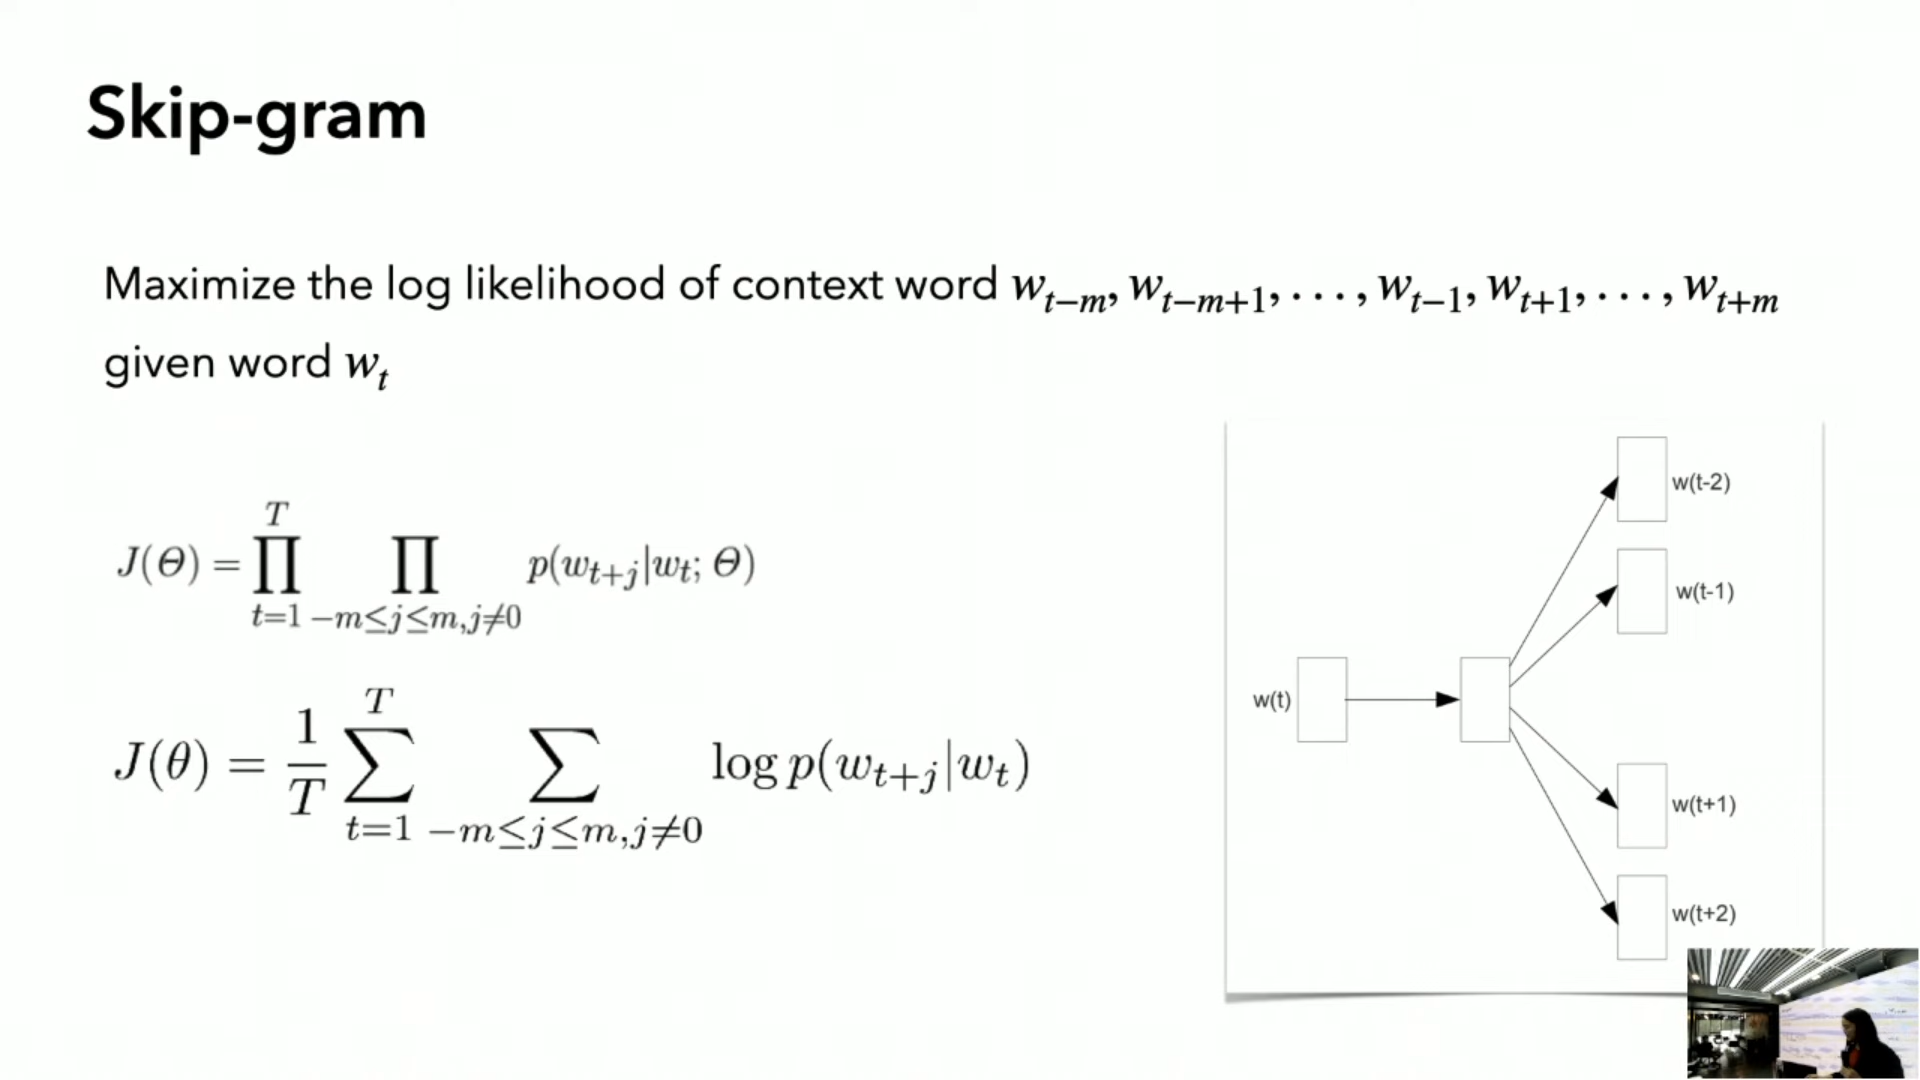 Skip-gram
Maximize the log likelihood of context word w_{t−m}, w_{t−m+1}, . . . , w_{t−1}, w_{t+1}, . . . , w_{t+m}
given word w_t
J(Θ) = ∏_{t=1}^{T} ∏_{−m≤j≤m,j≠0} p(w_{t+j}|w_t; Θ)
J(θ) = \frac{1}{T} ∑_{t=1}^{T} ∑_{−m≤j≤m,j≠0} log p(w_{t+j}|w_t)
w(t-2)
w(t-1)
w(t)
w(t+1)
w(t+2)